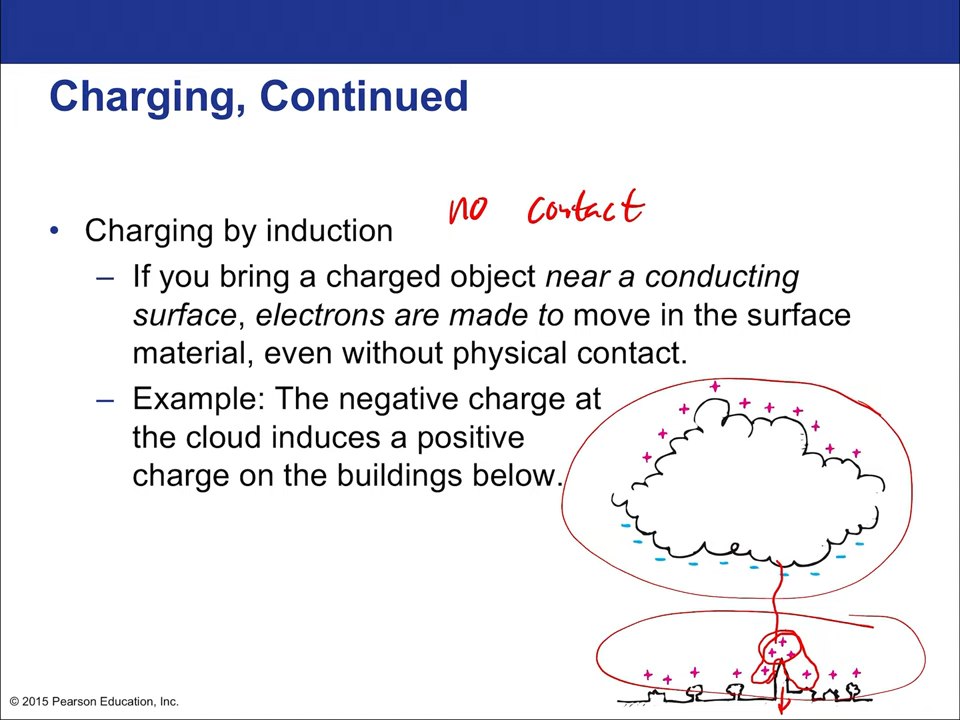 Charging, Continued
no contact
• Charging by induction
– If you bring a charged object near a conducting
surface, electrons are made to move in the surface
material, even without physical contact.
– Example: The negative charge at
the cloud induces a positive
charge on the buildings below.
© 2015 Pearson Education, Inc.